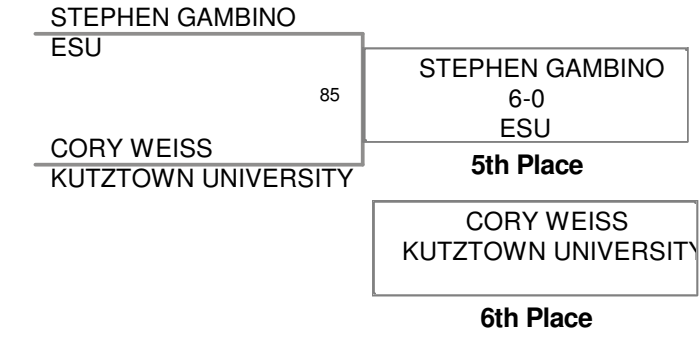 STEPHEN GAMBINO
ESU
85
CORY WEISS
KUTZTOWN UNIVERSITY
STEPHEN GAMBINO
6-0
ESU
5th Place
CORY WEISS
KUTZTOWN UNIVERSITY
6th Place